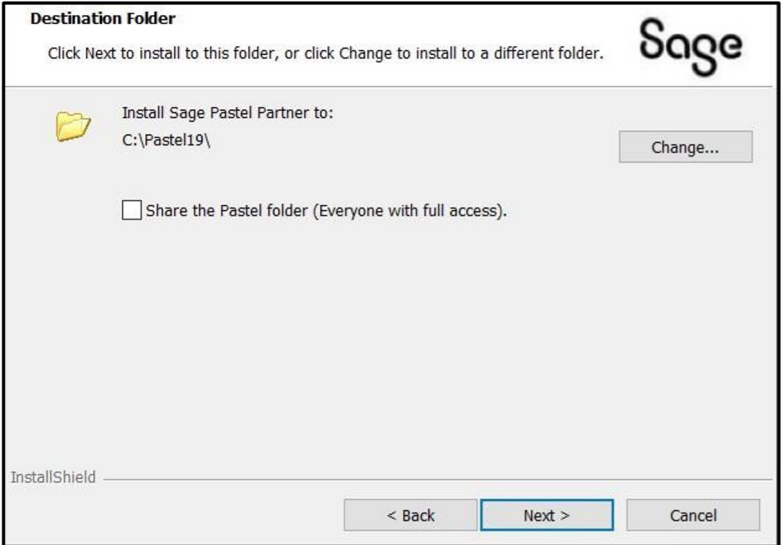 Destination Folder
Click Next to install to this folder, or click Change to install to a different folder.
Sage
Install Sage Pastel Partner to:
C:\Pastel19\
Change...
Share the Pastel folder (Everyone with full access).
InstallShield
< Back
Next >
Cancel